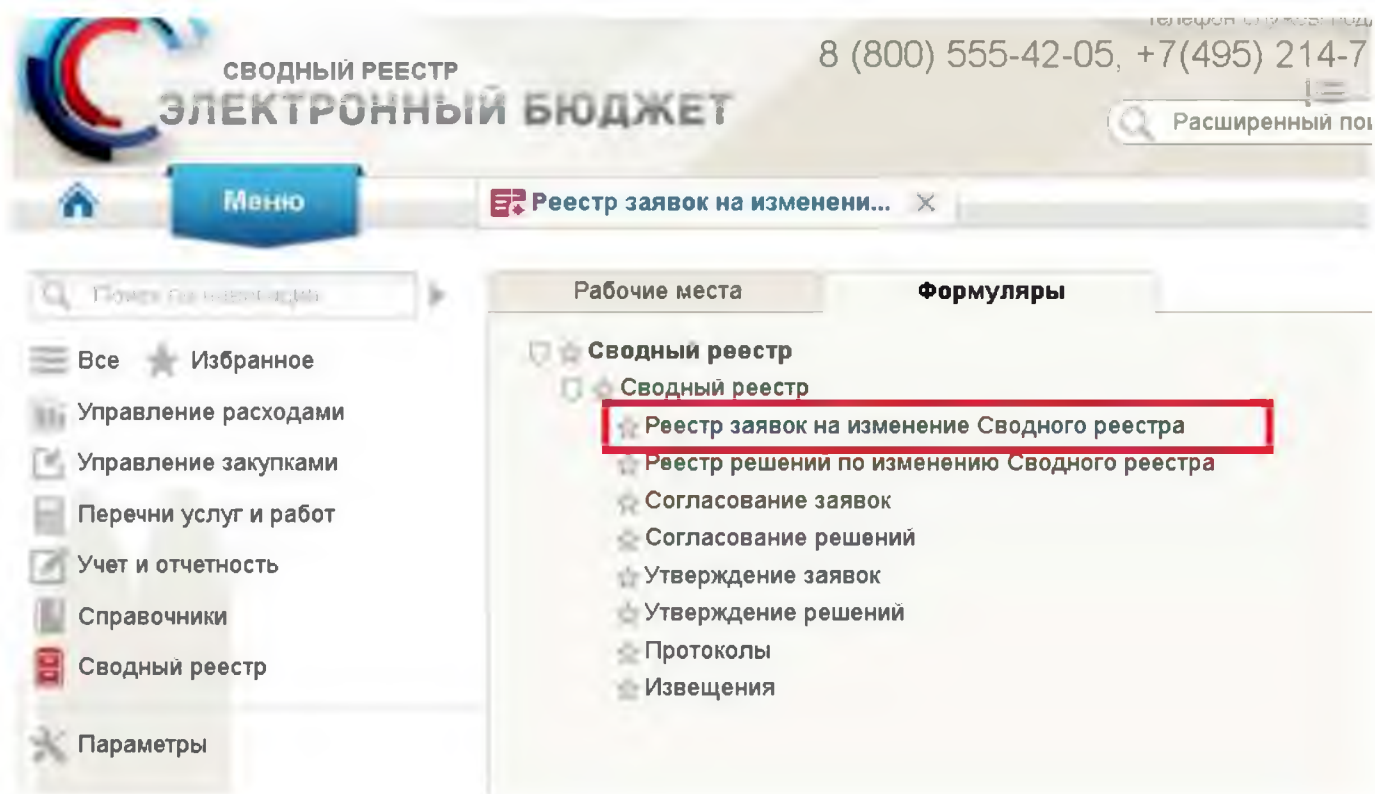 8 (800) 555-42-05, +7(495) 214-7
СВОДНЫЙ РЕЕСТР
ЭЛЕКТРОННЫЙ БЮДЖЕТ
Расширенный
Меню
Реестр заявок на изменени...
Поиск по навигации
Рабочие места
Формуляры
Все
Избранное
Управление расходами
Управление закупками
Перечни услуг и работ
Учет и отчетность
Справочники
Сводный реестр
Параметры
Сводный реестр
Сводный реестр
Реестр заявок на изменение Сводного реестра
Реестр решений по изменению Сводного реестра
Согласование заявок
Согласование решений
Утверждение заявок
Утверждение решений
Протоколы
Извещения